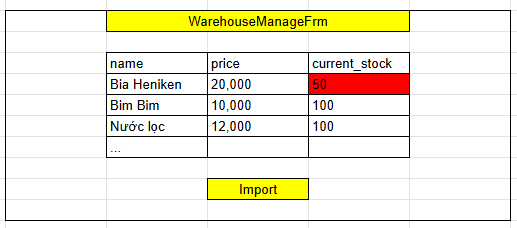 WarehouseManageFrm
name price current_stock
Bia Heniken 20,000 50
Bim Bim 10,000 100
Nước lọc 12,000 100
...
Import